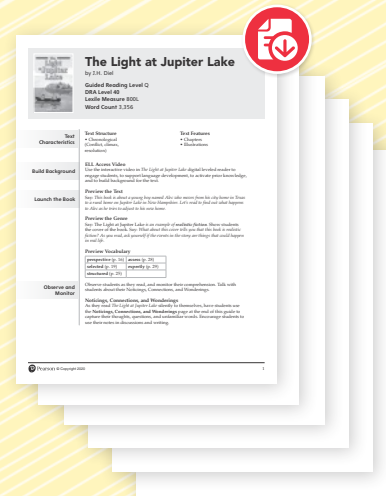 The Light at Jupiter Lake
by J.H. Diel
Guided Reading Level Q
DRA Level 40
Lexile Measure 800L
Word Count 3,356
Text
Characteristics
Text Structure
• Chronological
(Conflict, climax,
resolution)
Text Features
• Chapters
• Illustrations
Build Background
ELL Access Video
Use the interactive video in The Light at Jupiter Lake digital leveled reader to
engage students, to support language development, to activate prior knowledge,
and to build background for the text.
Launch the Book
Preview the Text
Say: This book is about a young boy named Alex who moves from his city home in Texas
to a rural home on Jupiter Lake in New Hampshire. Let's read to find out what happens
to Alex as he tries to adjust to his new home.
Preview the Genre
Say: The Light at Jupiter Lake is an example of realistic fiction. Show students
the cover of the book. Say: What about this cover tells you that the book is realistic
fiction? As you read, ask yourself if the events in the story are things that could happen
in real life.
Preview Vocabulary
perspective (p. 16) access (p. 28)
selected (p. 19) expertly (p. 29)
structured (p. 25)
Observe and
Monitor
Observe students as they read, and monitor their comprehension. Talk with
students about their Noticings, Connections, and Wonderings.
Noticings, Connections, and Wonderings
As they read The Light at Jupiter Lake silently to themselves, have students use
the Noticings, Connections, and Wonderings page at the end of this guide to
capture their thoughts, questions, and unfamiliar words. Encourage students to
use their notes in discussions and writing.
Pearson © Copyright 2020
1